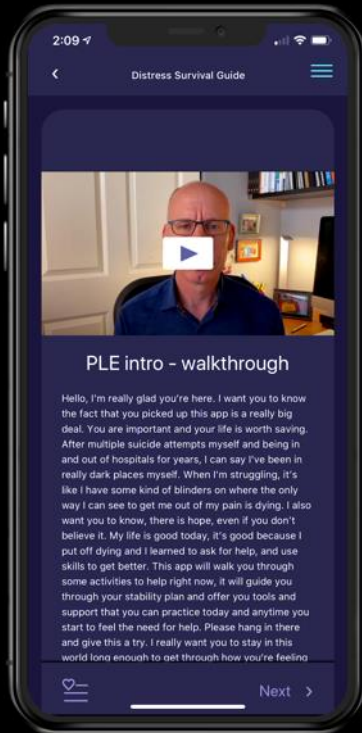 2:09
Distress Survival Guide
PLE intro - walkthrough
Hello, I'm really glad you're here. I want you to know
the fact that you picked up this app is a really big
deal. You are important and your life is worth saving.
After multiple suicide attempts myself and being in
and out of hospitals for years, I can say I've been in
really dark places myself. When I'm struggling, it's
like I have some kind of blinders on where the only
way I can see to get me out of my pain is dying. I also
want you to know, there is hope, even if you don't
believe it. My life is good today, it's good because I
put off dying and I learned to ask for help, and use
skills to get better. This app will walk you through
some activities to help right now, it will guide you
through your stability plan and offer you tools and
support that you can practice today and anytime you
start to feel the need for help. Please hang in there
and give this a try. I really want you to stay in this
world long enough to get through how you're feeling
Next